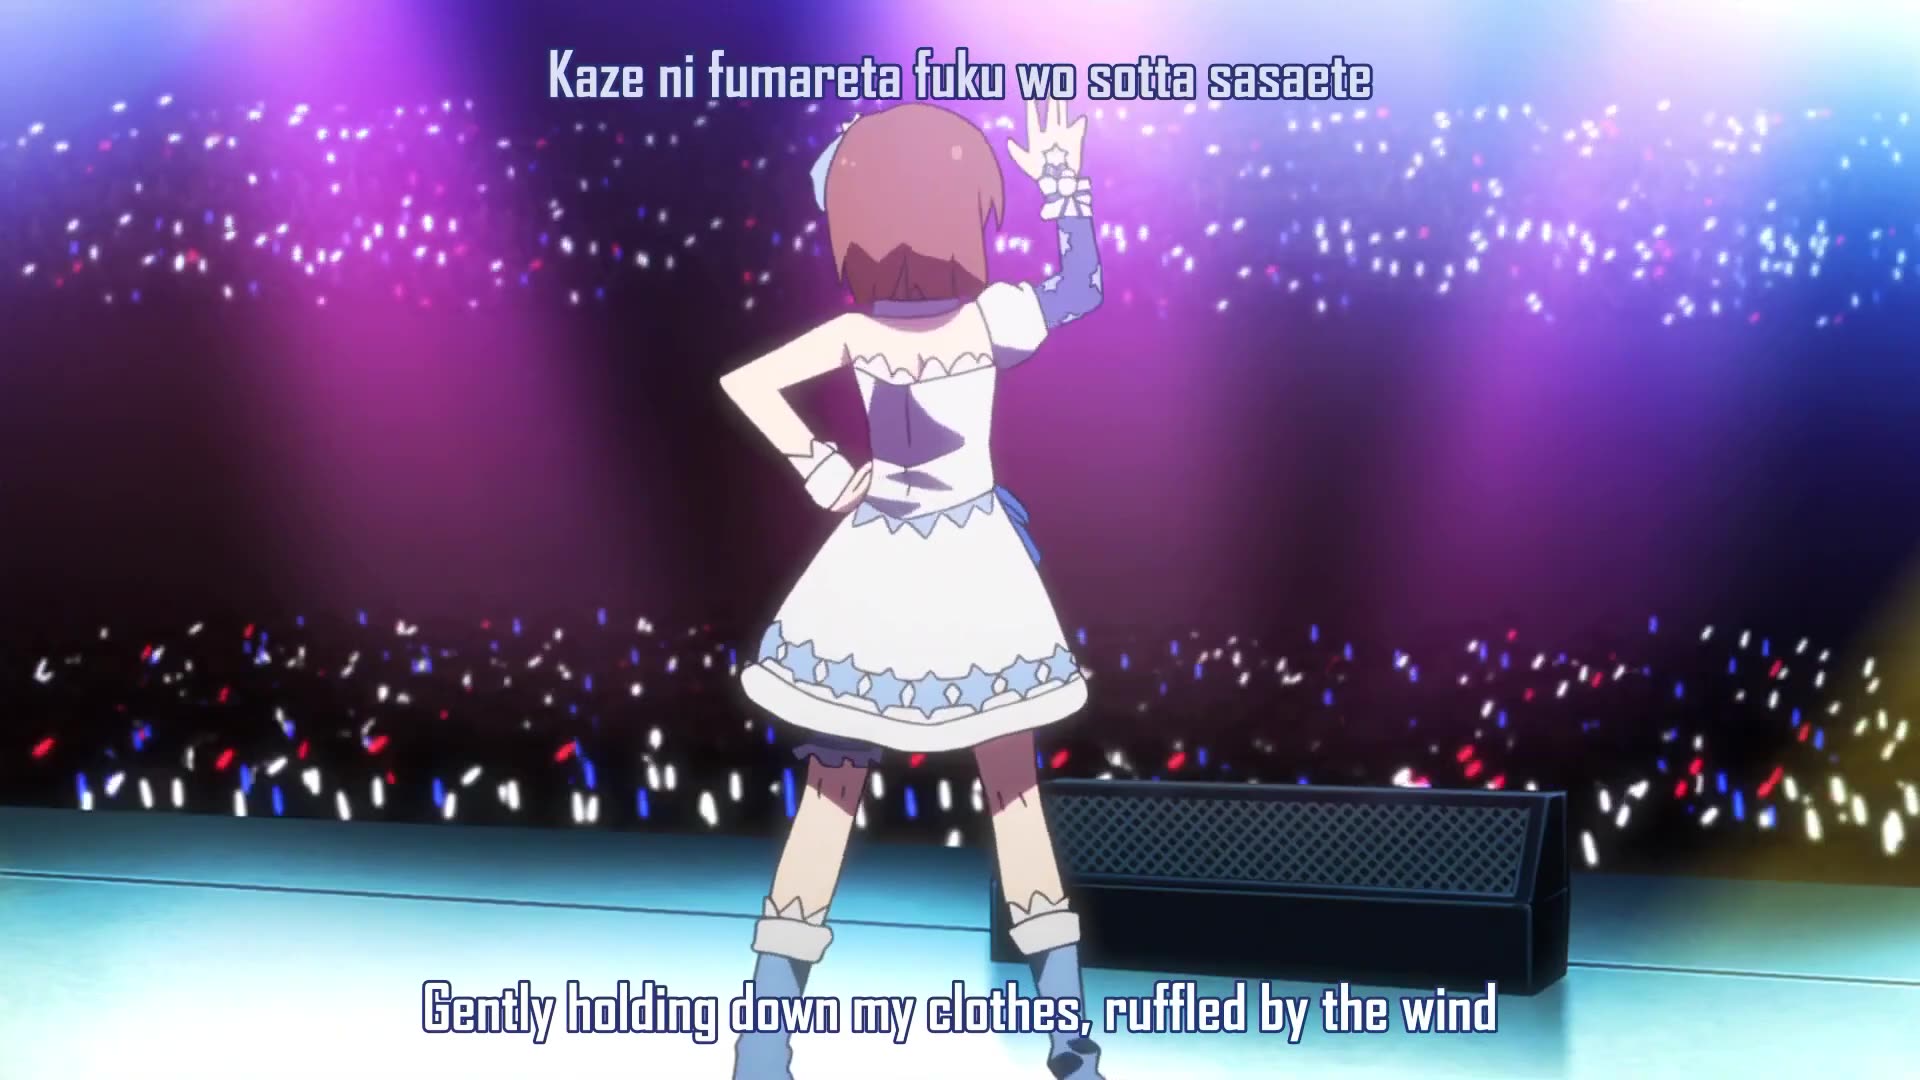 Kaze ni fumareta fuku wo sotta sasaete
Gently holding down my clothes, ruffled by the wind